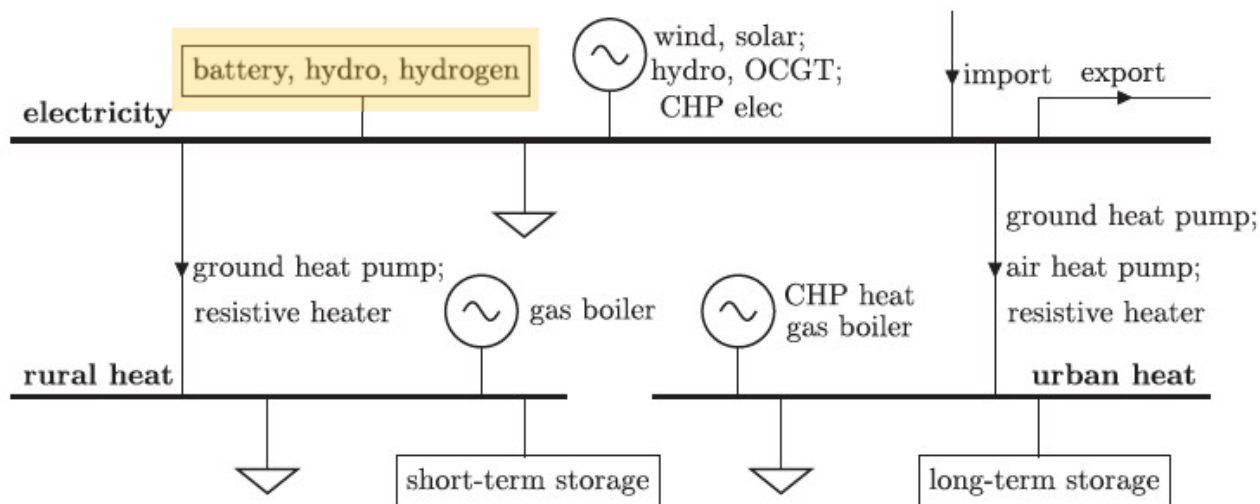 battery, hydro, hydrogen
wind, solar;
hydro, OCGT;
CHP elec
import
export
electricity
ground heat pump;
resistive heater
gas boiler
CHP heat
gas boiler
ground heat pump;
air heat pump;
resistive heater
rural heat
urban heat
short-term storage
long-term storage